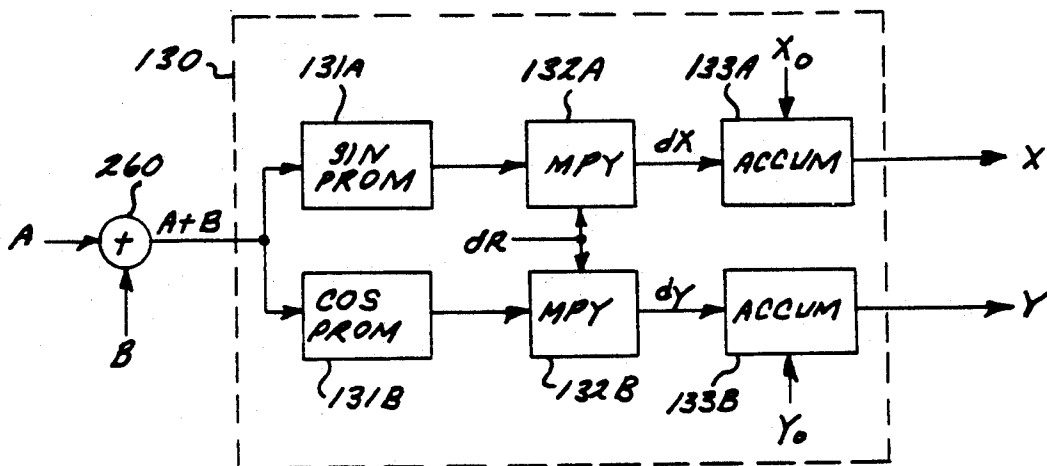 130
131A
132A
133A
X₀
SIN
PROM
MPY
dX
ACCUM
X
260
A
+
A+B
B
dR
COS
PROM
MPY
dY
ACCUM
Y
131B
132B
133B
Y₀